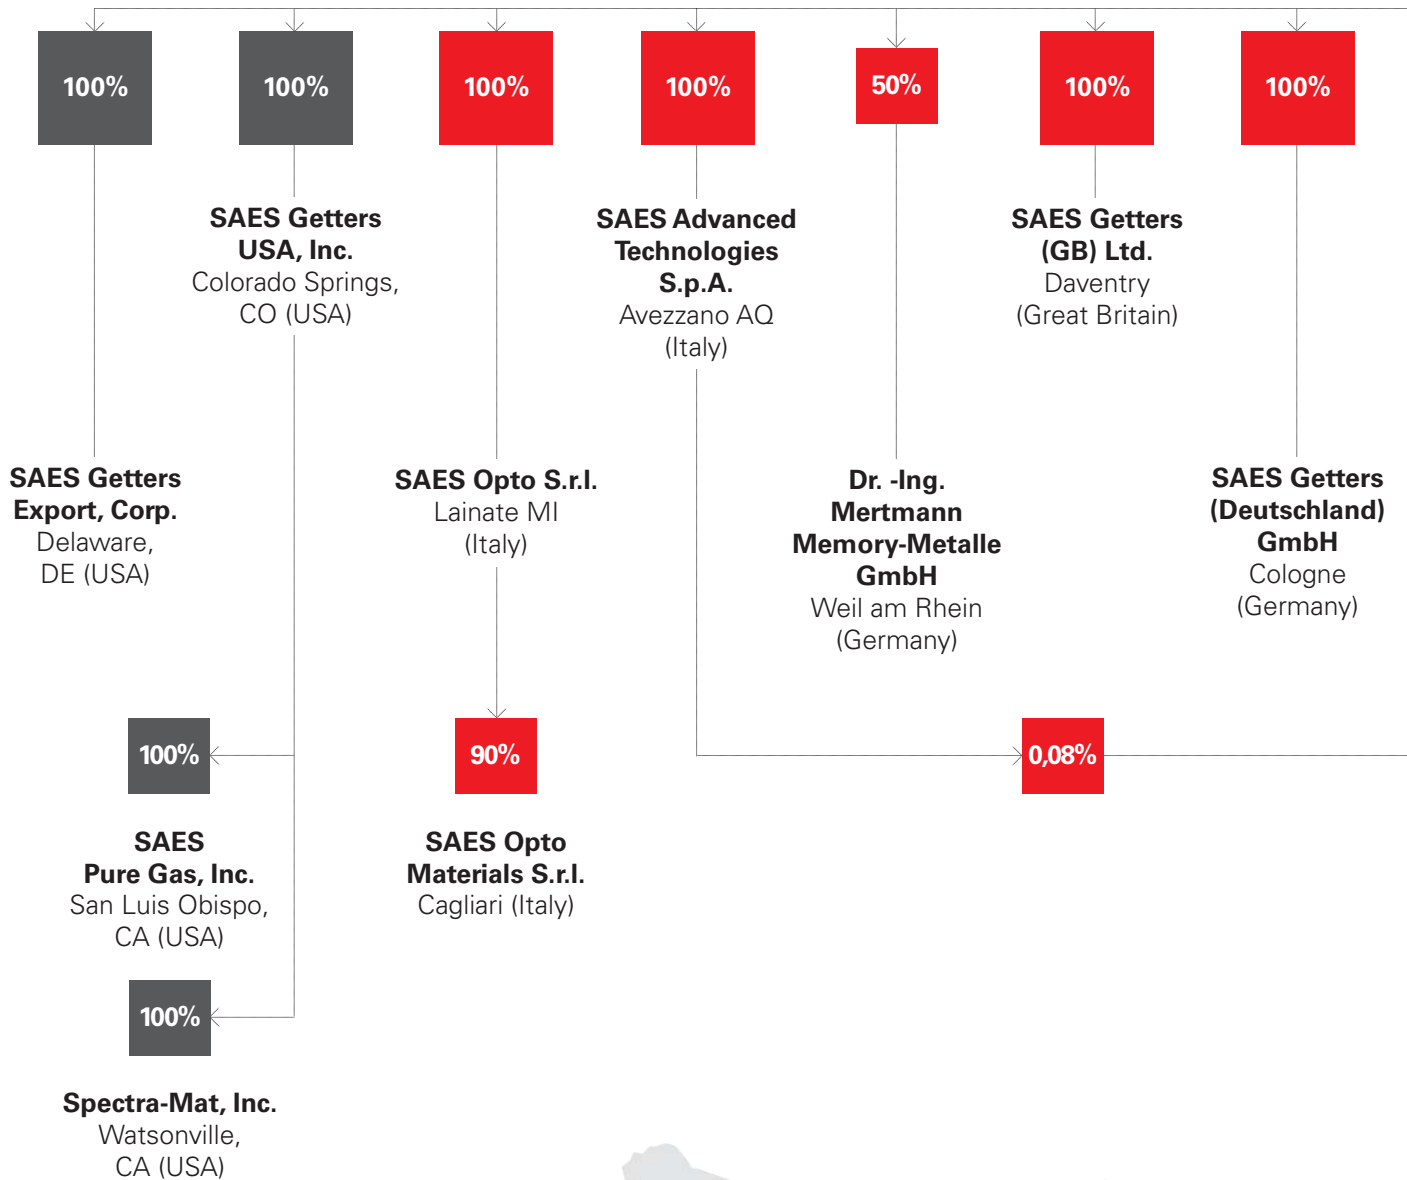 100%
100%
100%
100%
50%
100%
100%
SAES Getters
USA, Inc.
Colorado Springs,
CO (USA)
SAES Advanced
Technologies
S.p.A.
Avezzano AQ
(Italy)
SAES Getters
(GB) Ltd.
Daventry
(Great Britain)
SAES Getters
Export, Corp.
Delaware,
DE (USA)
SAES Opto S.r.l.
Lainate MI
(Italy)
Dr. -Ing.
Mertmann
Memory-Metalle
GmbH
Weil am Rhein
(Germany)
SAES Getters
(Deutschland)
GmbH
Cologne
(Germany)
100%
90%
0,08%
SAES
Pure Gas, Inc.
San Luis Obispo,
CA (USA)
SAES Opto
Materials S.r.l.
Cagliari (Italy)
100%
Spectra-Mat, Inc.
Watsonville,
CA (USA)